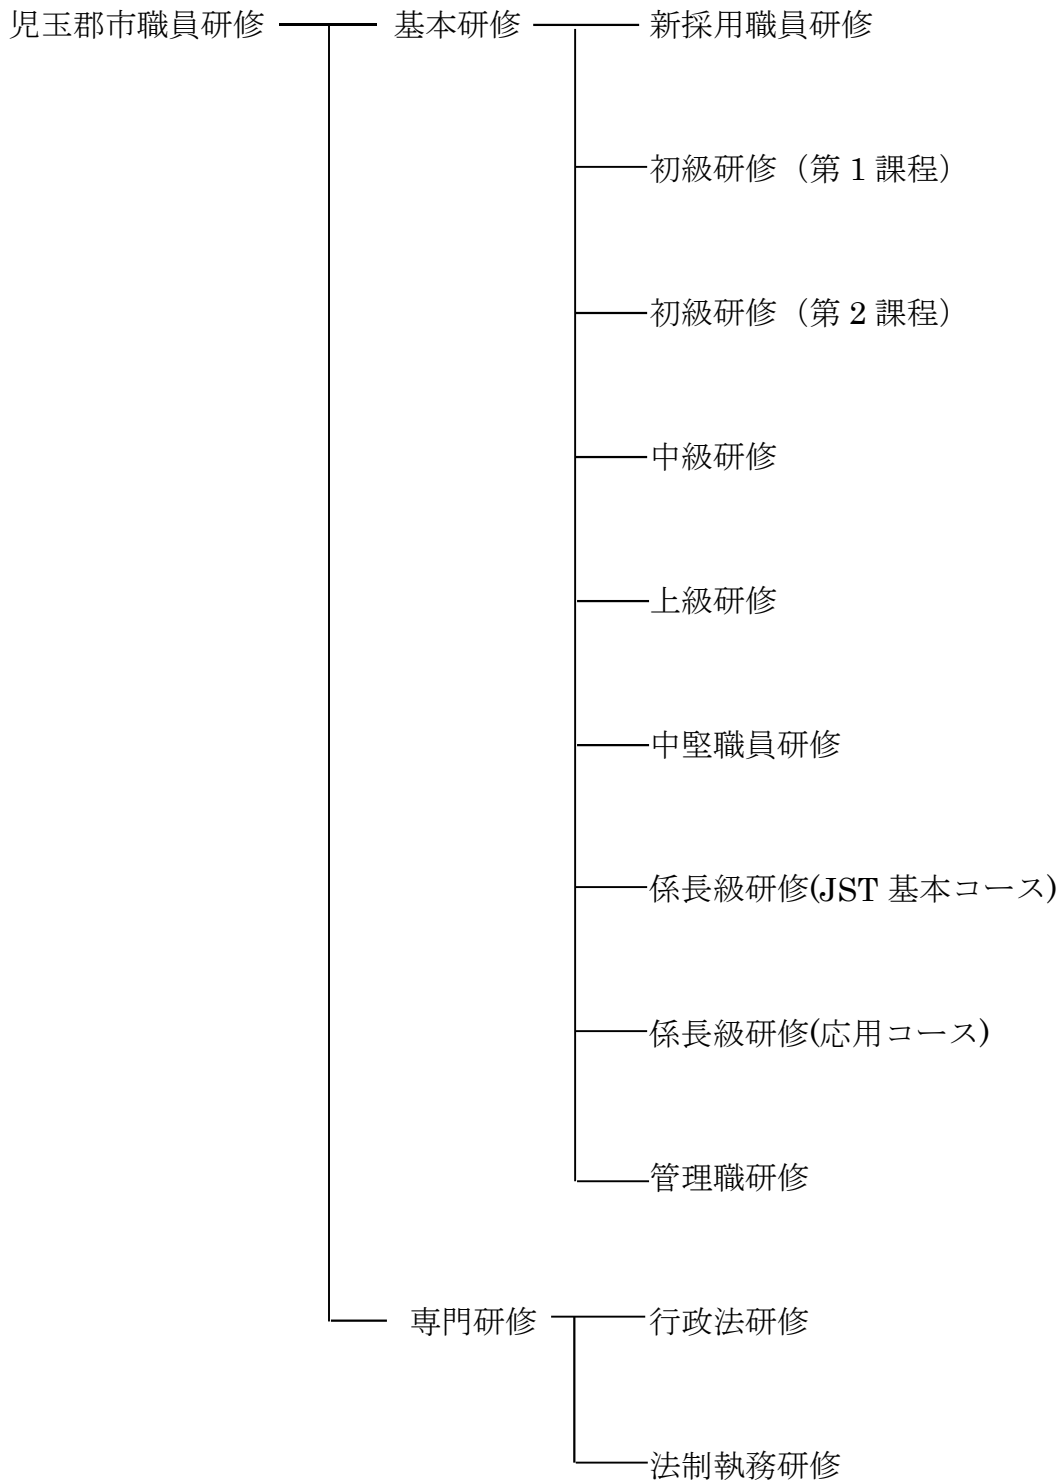 児玉郡市職員研修 基本研修 新採用職員研修
初級研修（第 1 課程）
初級研修（第 2 課程）
中級研修
上級研修
中堅職員研修
係長級研修(JST 基本コース)
係長級研修(応用コース)
管理職研修
専門研修 行政法研修
法制執務研修